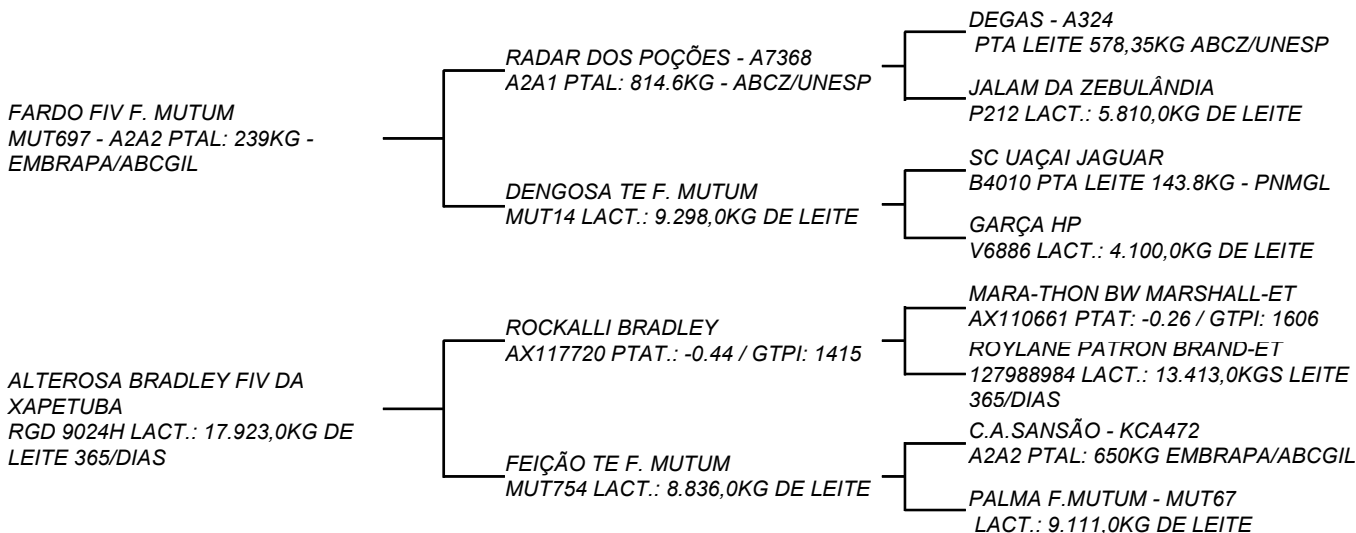 FARDO FIV F. MUTUM
MUT697 - A2A2 PTAL: 239KG -
EMBRAPA/ABCGIL
RADAR DOS POÇÕES - A7368
A2A1 PTAL: 814.6KG - ABCZ/UNESP
DEGAS - A324
PTA LEITE 578,35KG ABCZ/UNESP
JALAM DA ZEBULÂNDIA
P212 LACT.: 5.810,0KG DE LEITE
DENGOSA TE F. MUTUM
MUT14 LACT.: 9.298,0KG DE LEITE
SC UAÇAI JAGUAR
B4010 PTA LEITE 143.8KG - PNMGL
GARÇA HP
V6886 LACT.: 4.100,0KG DE LEITE
ALTEROSA BRADLEY FIV DA
XAPETUBA
RGD 9024H LACT.: 17.923,0KG DE
LEITE 365/DIAS
ROCKALLI BRADLEY
AX117720 PTAT.: -0.44 / GTPI: 1415
MARA-THON BW MARSHALL-ET
AX110661 PTAT: -0.26 / GTPI: 1606
ROYLANE PATRON BRAND-ET
127988984 LACT.: 13.413,0KGS LEITE
365/DIAS
FEIÇÃO TE F. MUTUM
MUT754 LACT.: 8.836,0KG DE LEITE
C.A.SANSÃO - KCA472
A2A2 PTAL: 650KG EMBRAPA/ABCGIL
PALMA F.MUTUM - MUT67
LACT.: 9.111,0KG DE LEITE